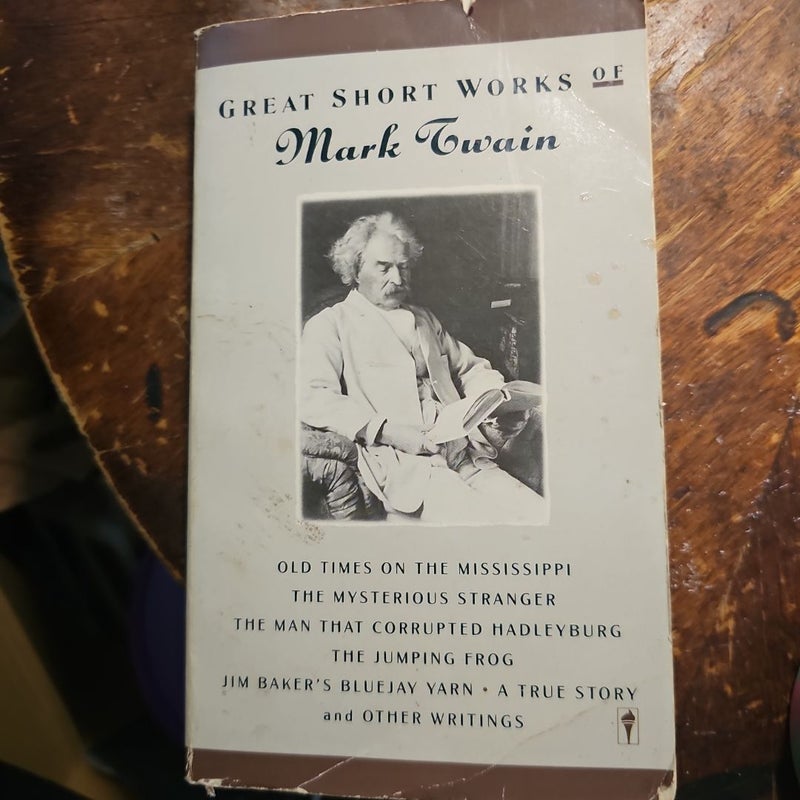 GREAT SHORT WORKS OF
Mark Twain
OLD TIMES ON THE MISSISSIPPI
THE MYSTERIOUS STRANGER
THE MAN THAT CORRUPTED HADLEYBURG
THE JUMPING FROG
JIM BAKER'S BLUEJAY YARN • A TRUE STORY
and OTHER WRITINGS